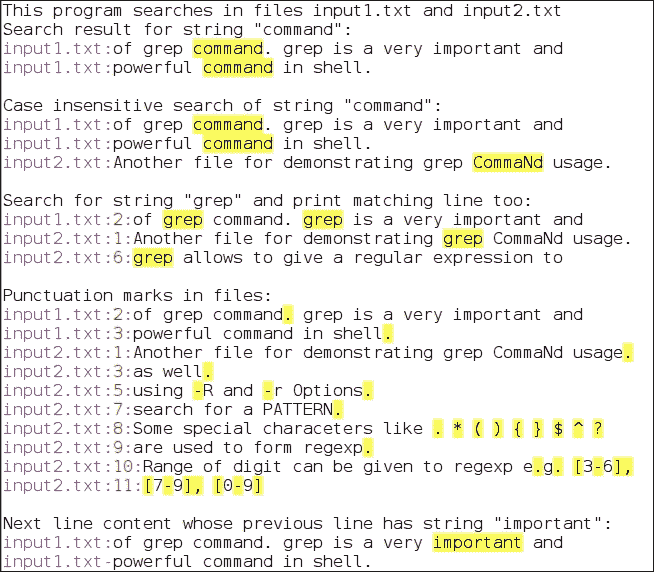 This program searches in files input1.txt and input2.txt
Search result for string "command":
input1.txt:of grep command. grep is a very important and
input1.txt:powerful command in shell.

Case insensitive search of string "command":
input1.txt:of grep command. grep is a very important and
input1.txt:powerful command in shell.
input2.txt:Another file for demonstrating grep CommaNd usage.

Search for string "grep" and print matching line too:
input1.txt:2:of grep command. grep is a very important and
input2.txt:1:Another file for demonstrating grep CommaNd usage.
input2.txt:6:grep allows to give a regular expression to

Punctuation marks in files:
input1.txt:2:of grep command. grep is a very important and
input1.txt:3:powerful command in shell.
input2.txt:1:Another file for demonstrating grep CommaNd usage.
input2.txt:3:as well.
input2.txt:5:using -R and -r Options.
input2.txt:7:search for a PATTERN.
input2.txt:8:Some special characeters like . * ( ) { } $ ^ ?
input2.txt:9:are used to form regexp.
input2.txt:10:Range of digit can be given to regexp e.g. [3-6],
input2.txt:11:[7-9], [0-9]

Next line content whose previous line has string "important":
input1.txt:of grep command. grep is a very important and
input1.txt-powerful command in shell.